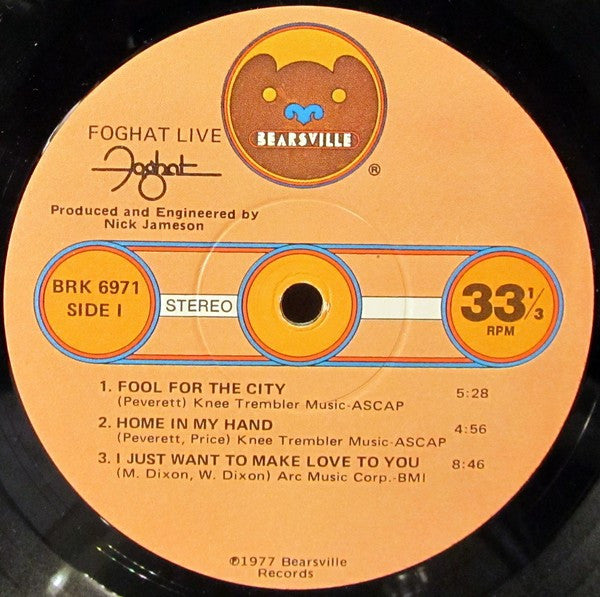 BEARSVILLE
®
FOGHAT LIVE
Foghat
Produced and Engineered by
Nick Jameson
BRK 6971
SIDE I
STEREO
33 1/3
RPM
1. FOOL FOR THE CITY 5:28
(Peverett) Knee Trembler Music-ASCAP
2. HOME IN MY HAND 4:56
(Peverett, Price) Knee Trembler Music-ASCAP
3. I JUST WANT TO MAKE LOVE TO YOU 8:46
(M. Dixon, W. Dixon) Arc Music Corp.-BMI
℗1977 Bearsville
Records